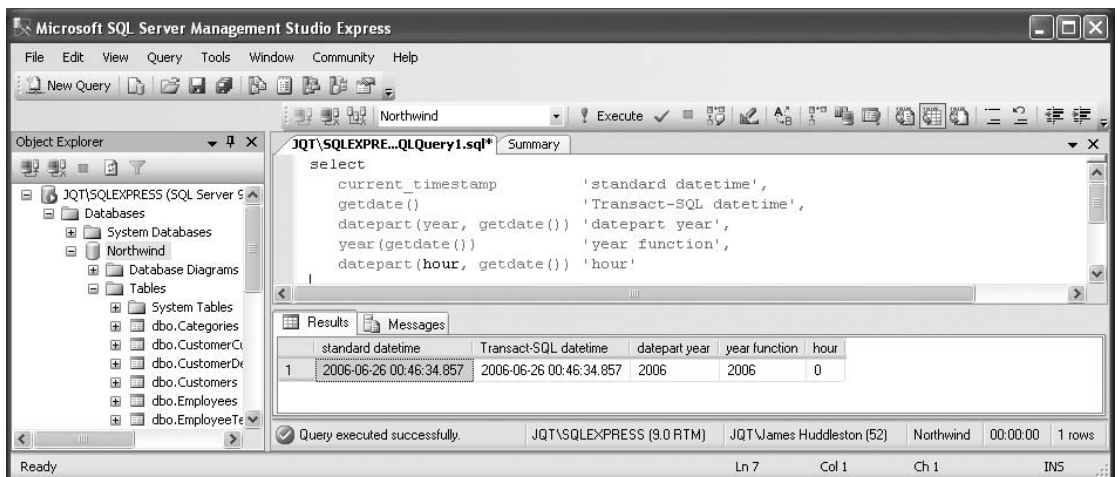 Microsoft SQL Server Management Studio Express
File Edit View Query Tools Window Community Help
New Query
Northwind Execute
Object Explorer
JQT\SQLEXPRE...QLQuery1.sql* Summary
JQT\SQLEXPRESS (SQL Server 9
Databases
System Databases
Northwind
Database Diagrams
Tables
System Tables
dbo.Categories
dbo.CustomerCu
dbo.CustomerDe
dbo.Customers
dbo.Employees
dbo.EmployeeTe
select
current_timestamp 'standard datetime',
getdate() 'Transact-SQL datetime',
datepart(year, getdate()) 'datepart year',
year(getdate()) 'year function',
datepart(hour, getdate()) 'hour'
Results Messages
standard datetime Transact-SQL datetime datepart year year function hour
1 2006-06-26 00:46:34.857 2006-06-26 00:46:34.857 2006 2006 0
Query executed successfully. JQT\SQLEXPRESS (9.0 RTM) JQT\James Huddleston (52) Northwind 00:00:00 1 rows
Ready Ln 7 Col 1 Ch 1 INS